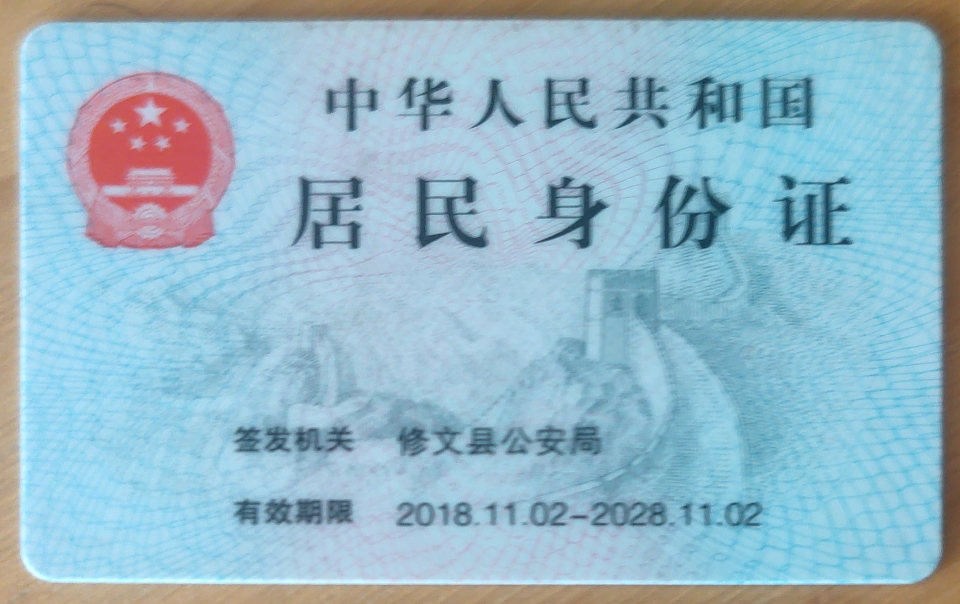 中华人民共和国
居民身份证
签发机关 修文县公安局
有效期限 2018.11.02-2028.11.02